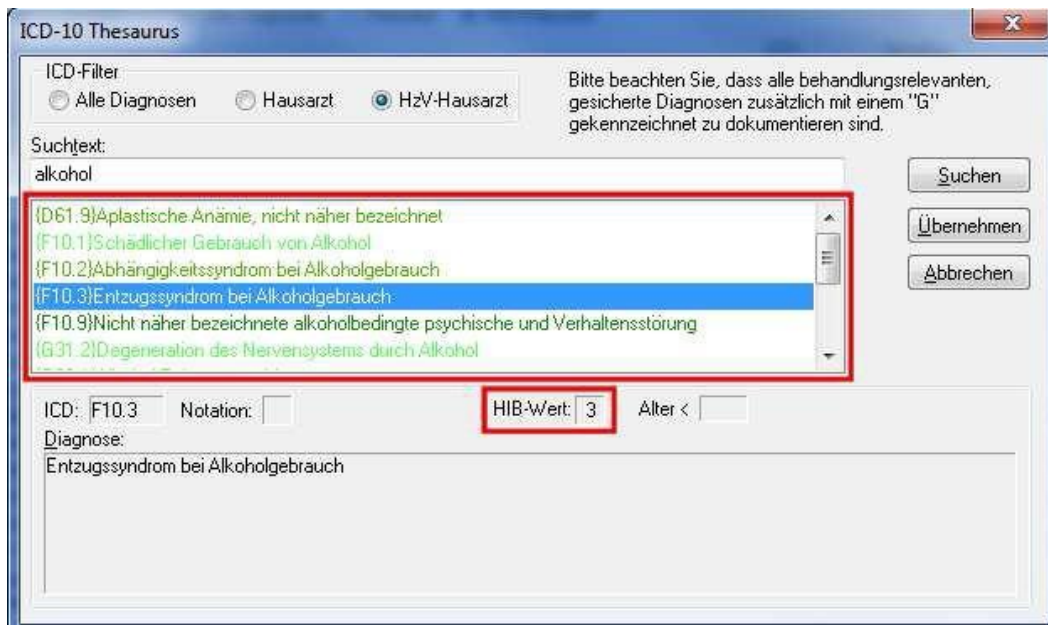 ICD-10 Thesaurus
ICD-Filter
Alle Diagnosen Hausarzt HzV-Hausarzt
Bitte beachten Sie, dass alle behandlungsrelevanten,
gesicherte Diagnosen zusätzlich mit einem "G"
gekennzeichnet zu dokumentieren sind.
Suchtext:
alkohol
Suchen
{D61.9}Aplastische Anämie, nicht näher bezeichnet
{F10.1}Schädlicher Gebrauch von Alkohol
{F10.2}Abhängigkeitssyndrom bei Alkoholgebrauch
{F10.3}Entzugssyndrom bei Alkoholgebrauch
{F10.9}Nicht näher bezeichnete alkoholbedingte psychische und Verhaltensstörung
{G31.2}Degeneration des Nervensystems durch Alkohol
Übernehmen
Abbrechen
ICD: F10.3 Notation: HIB-Wert: 3 Alter <
Diagnose:
Entzugssyndrom bei Alkoholgebrauch